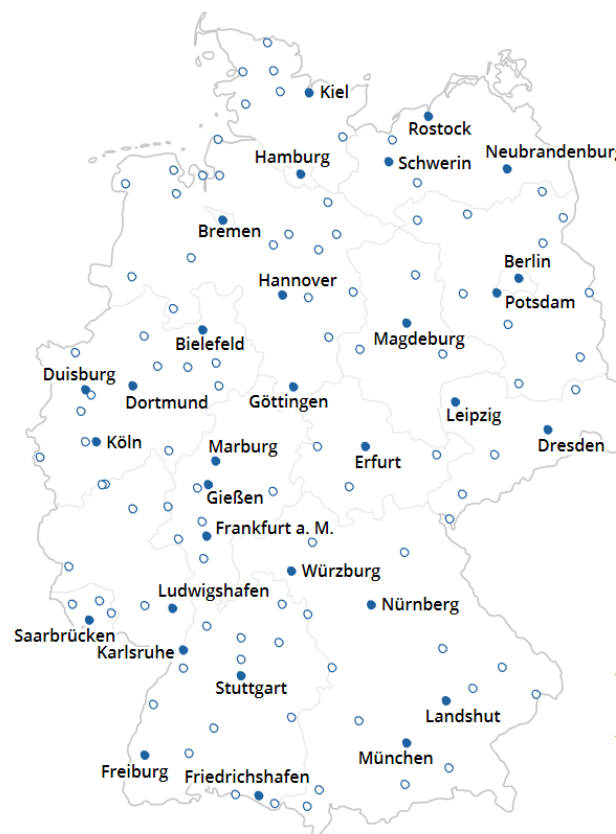 Kiel
Rostock
Hamburg
Schwerin
Neubrandenburg
Bremen
Berlin
Hannover
Potsdam
Bielefeld
Magdeburg
Duisburg
Dortmund
Göttingen
Leipzig
Köln
Marburg
Erfurt
Dresden
Gießen
Frankfurt a. M.
Würzburg
Ludwigshafen
Nürnberg
Saarbrücken
Karlsruhe
Stuttgart
Landshut
München
Freiburg
Friedrichshafen